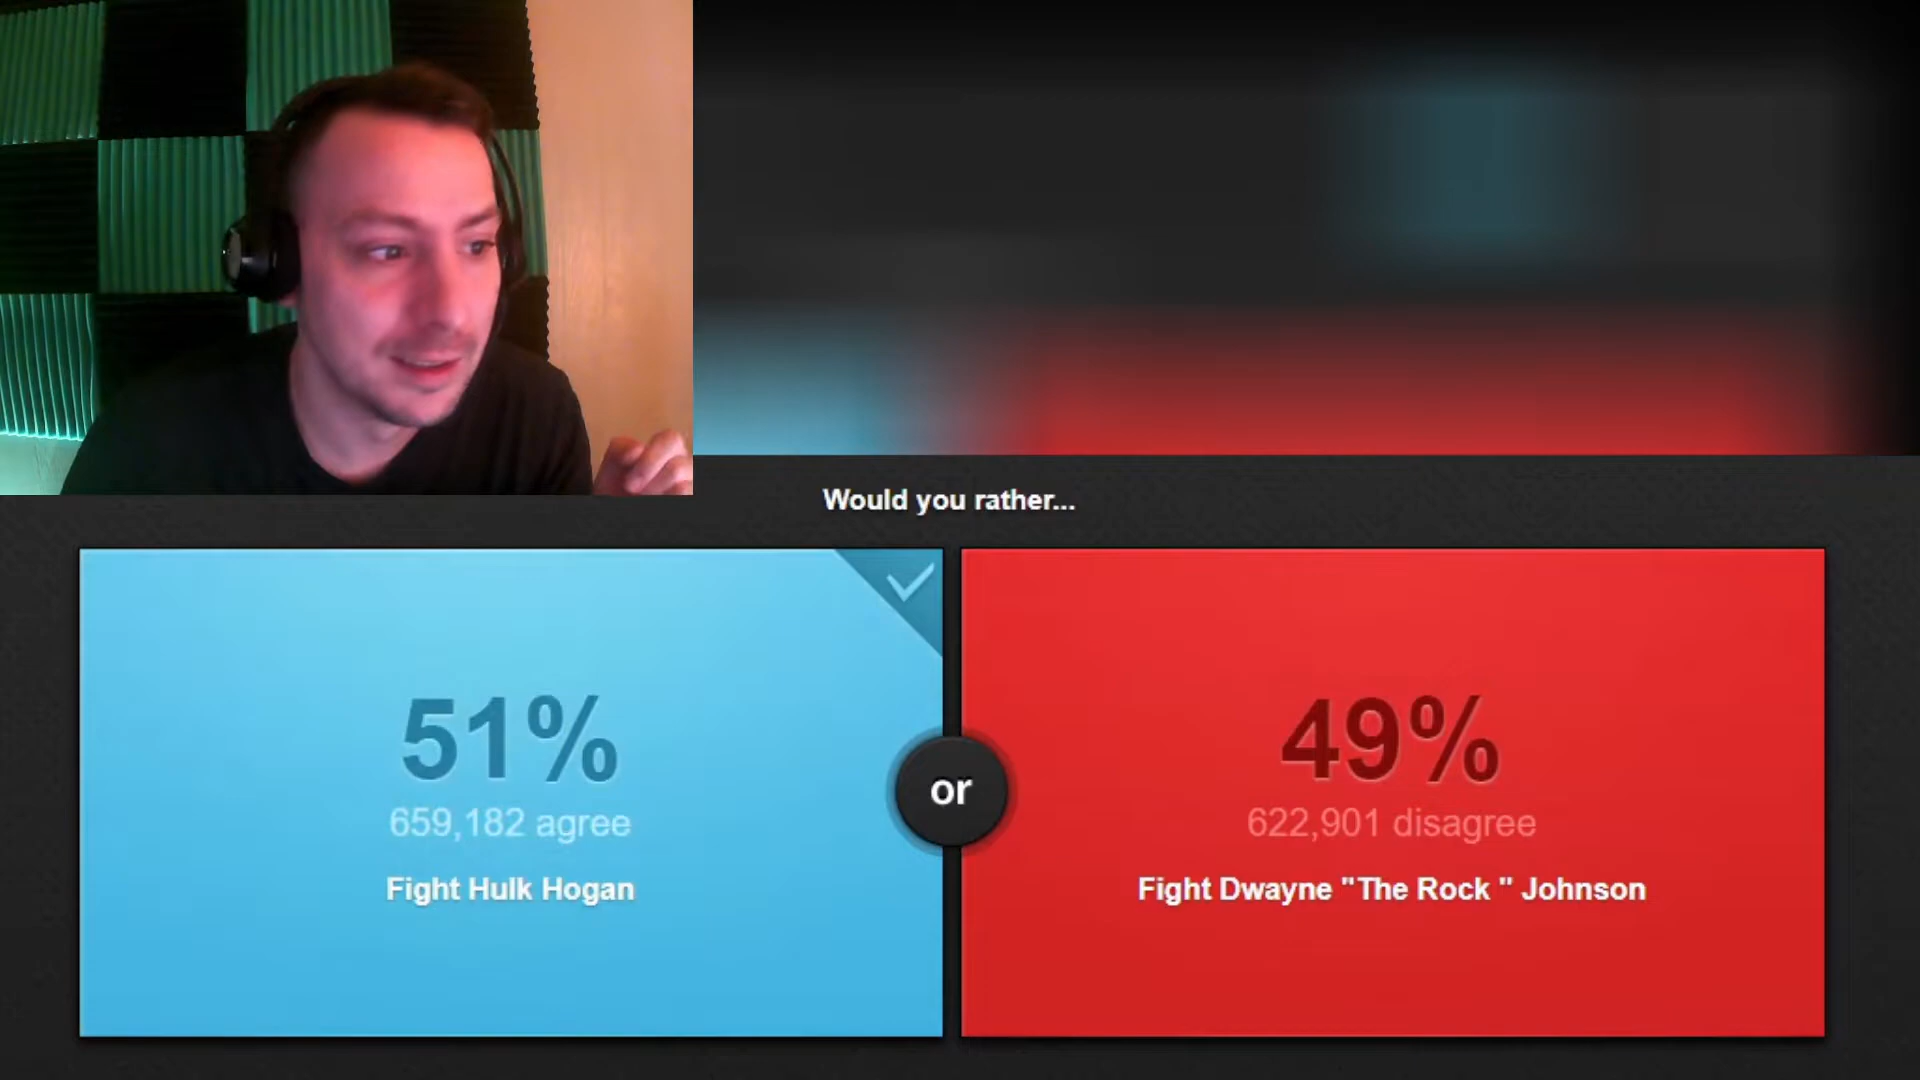 Would you rather...
51%
659,182 agree
Fight Hulk Hogan
or
49%
622,901 disagree
Fight Dwayne "The Rock " Johnson